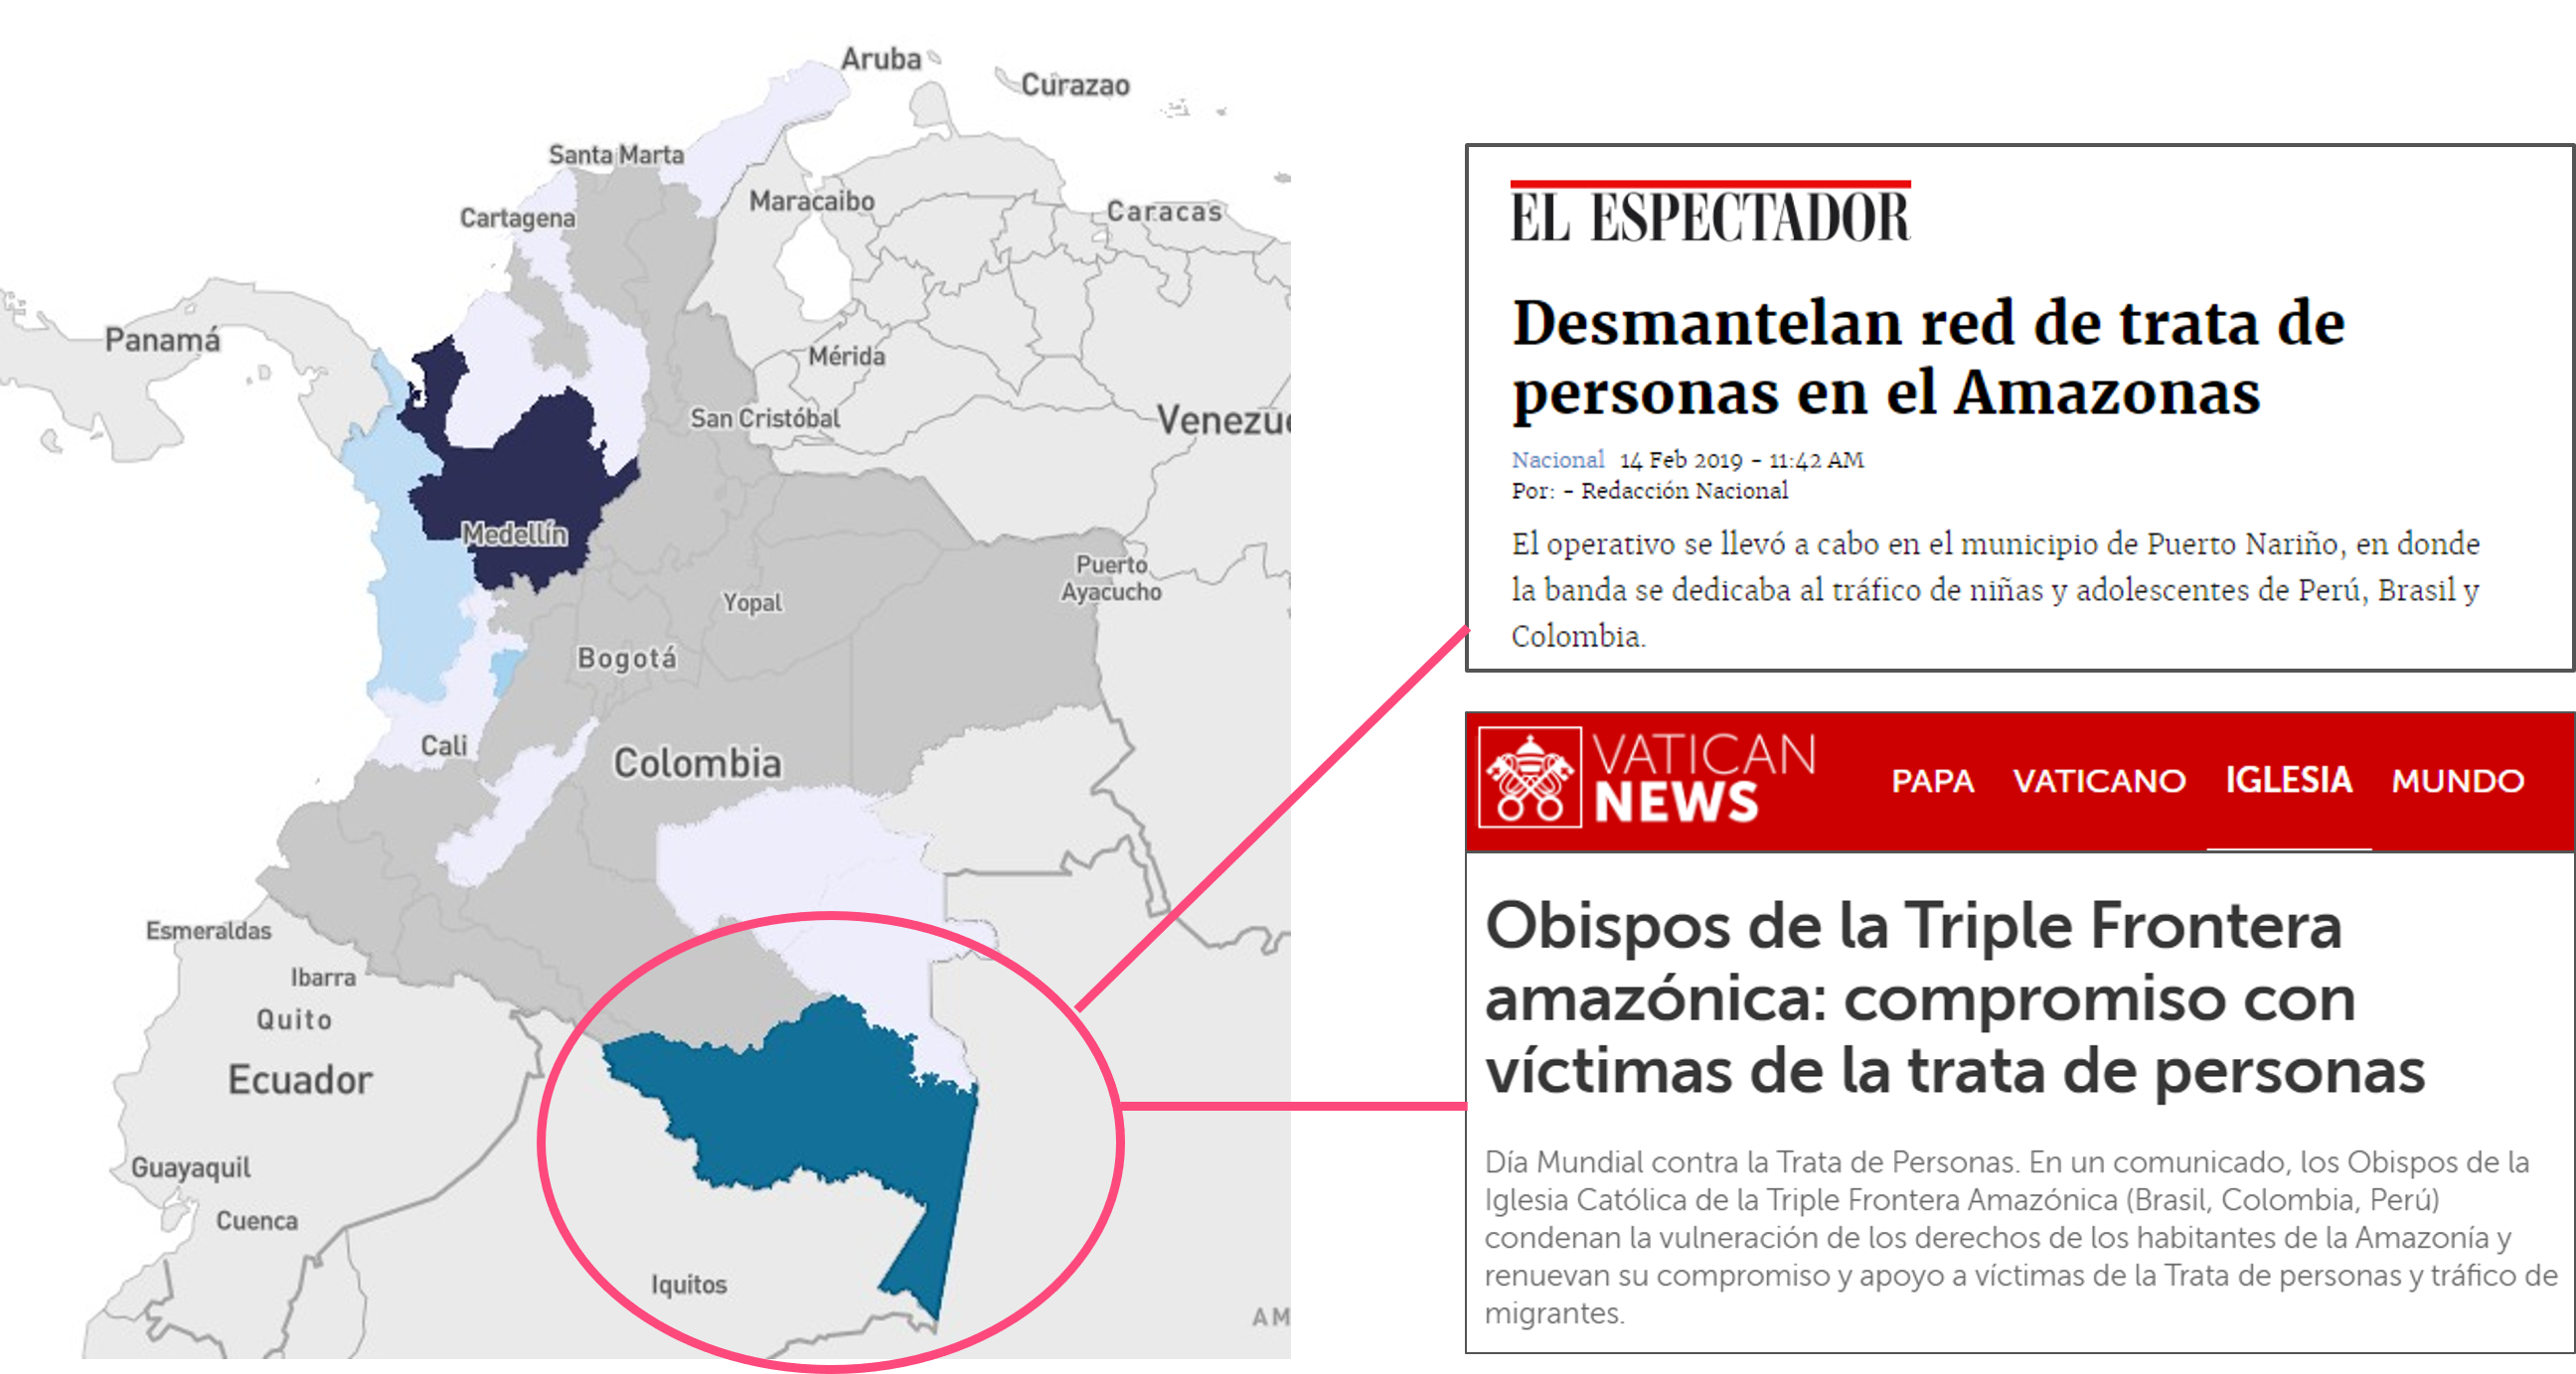 Aruba
Curazao
Santa Marta
Maracaibo
Cartagena
Caracas
Panamá
Mérida
San Cristóbal
Venezue
Medellín
Puerto
Ayacucho
Yopal
Bogotá
Cali
Colombia
Esmeraldas
Ibarra
Quito
Ecuador
Guayaquil
Cuenca
Iquitos
AM
EL ESPECTADOR
Desmantelan red de trata de
personas en el Amazonas
Nacional 14 Feb 2019 - 11:42 AM
Por: - Redacción Nacional
El operativo se llevó a cabo en el municipio de Puerto Nariño, en donde
la banda se dedicaba al tráfico de niñas y adolescentes de Perú, Brasil y
Colombia.
VATICAN
NEWS
PAPA VATICANO IGLESIA MUNDO
Obispos de la Triple Frontera
amazónica: compromiso con
víctimas de la trata de personas
Día Mundial contra la Trata de Personas. En un comunicado, los Obispos de la
Iglesia Católica de la Triple Frontera Amazónica (Brasil, Colombia, Perú)
condenan la vulneración de los derechos de los habitantes de la Amazonía y
renuevan su compromiso y apoyo a víctimas de la Trata de personas y tráfico de
migrantes.